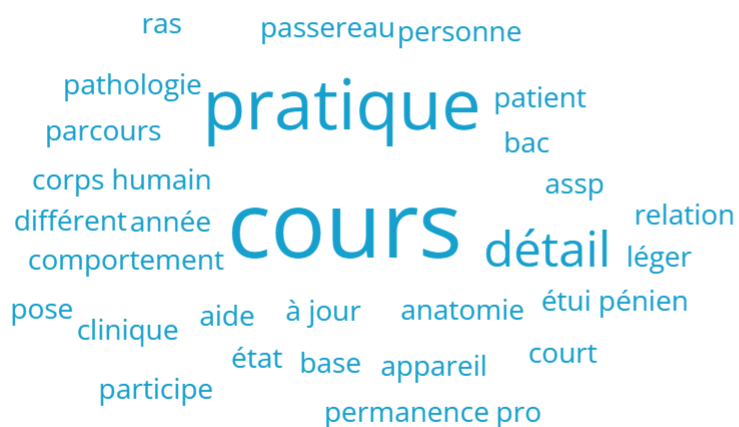 ras
passereau
personne
pathologie
pratique
patient
parcours
bac
corps humain
assp
différent
année
cours
relation
comportement
détail
léger
pose
clinique
aide
à jour
anatomie
étui pénien
état
base
appareil
court
participe
permanence pro